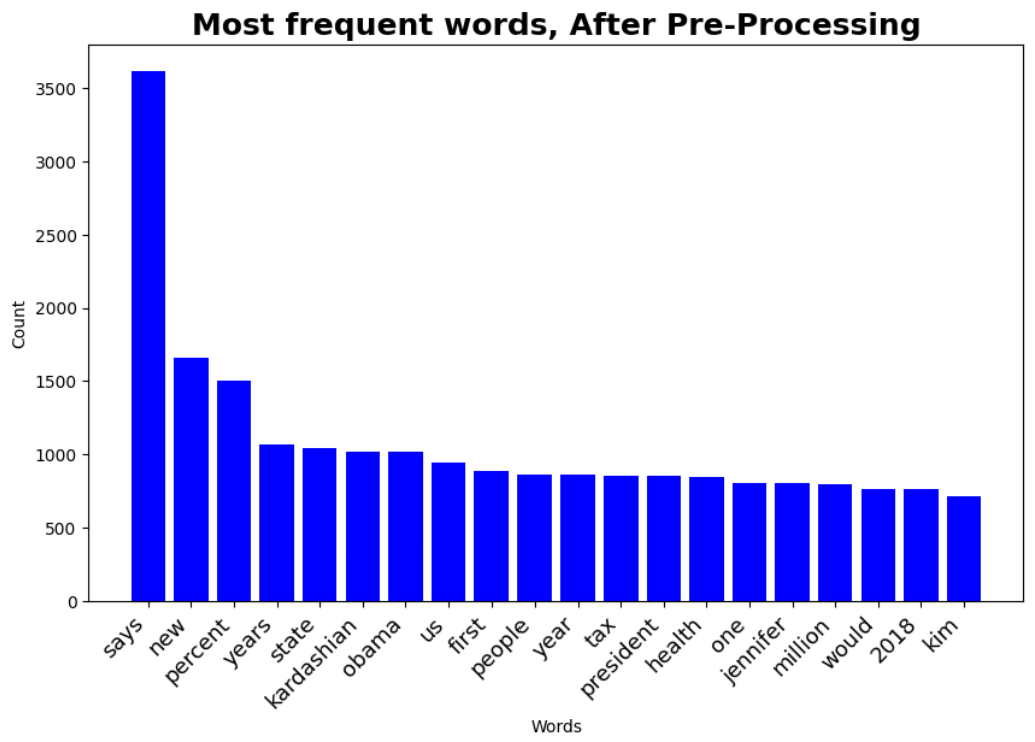 Most frequent words, After Pre-Processing
Count
3500
3000
2500
2000
1500
1000
500
0
says
new
percent
years
state
kardashian
obama
us
first
people
year
tax
president
health
one
jennifer
million
would
2018
kim
Words